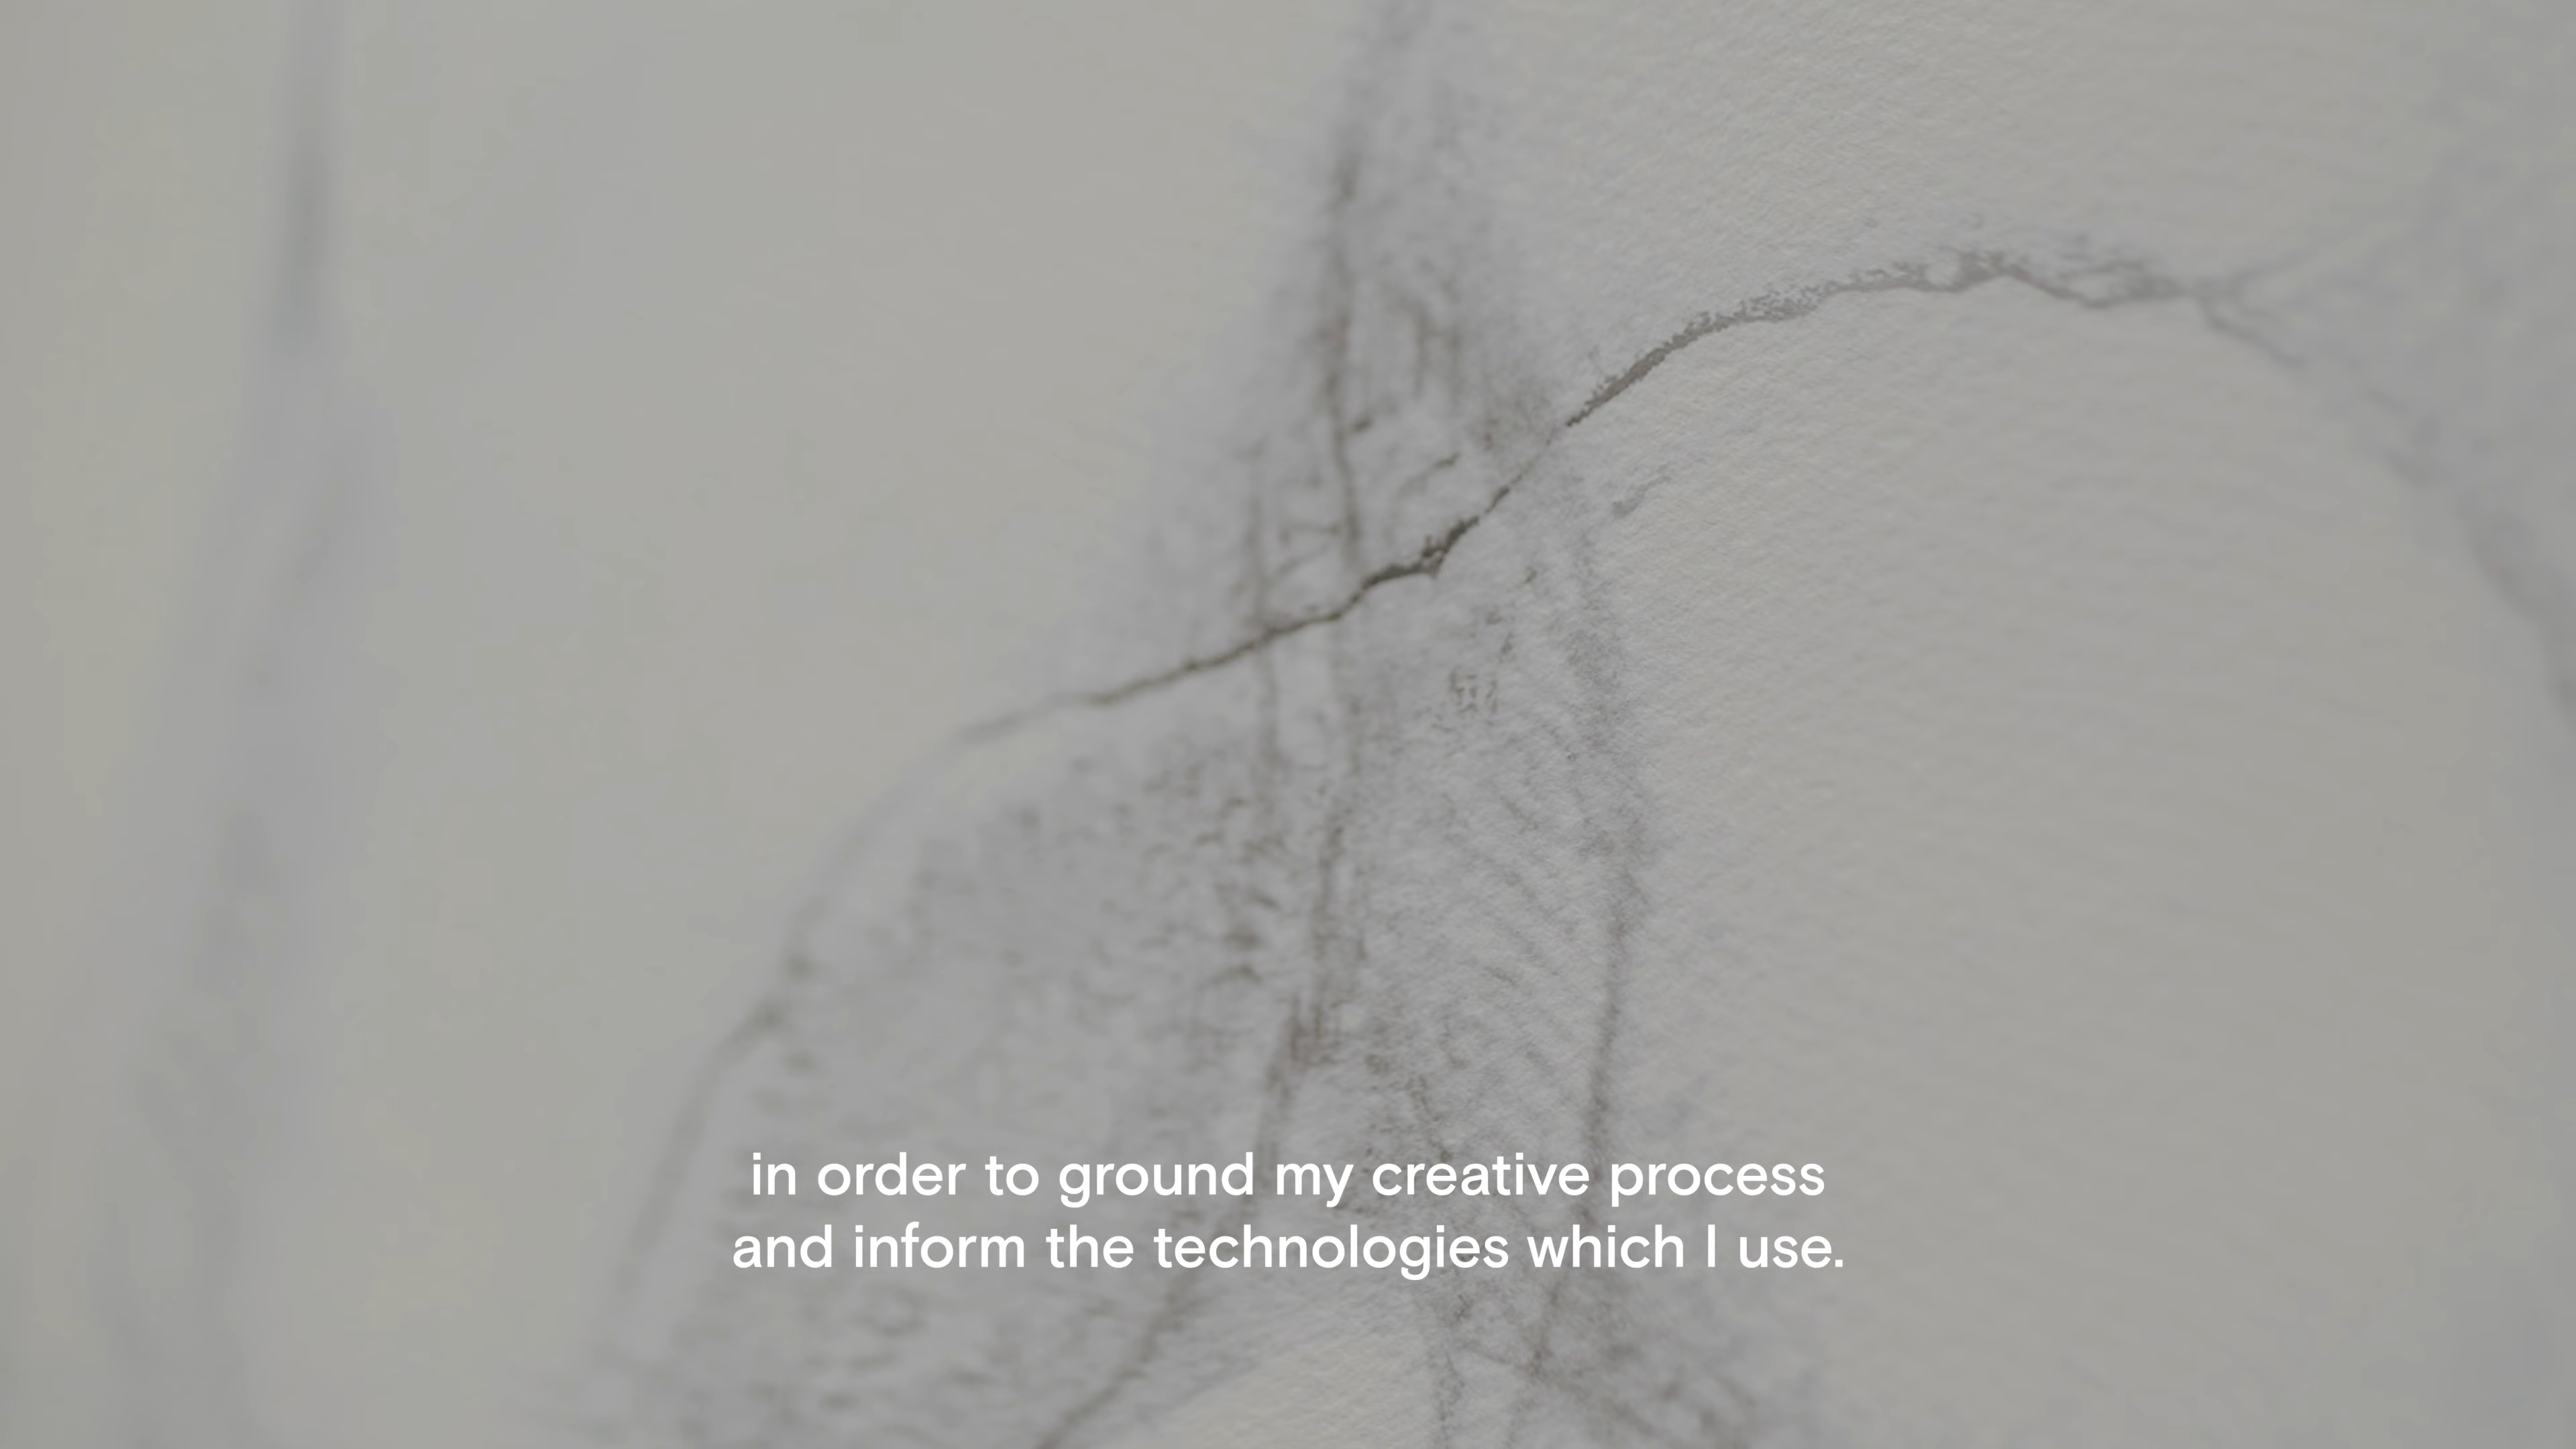 in order to ground my creative process
and inform the technologies which I use.